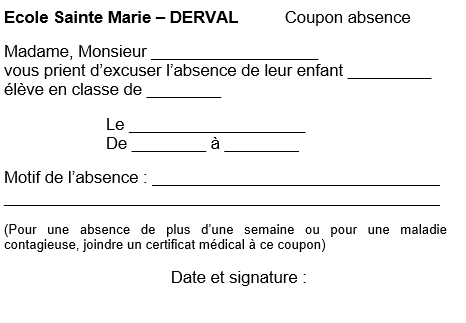 Ecole Sainte Marie – DERVAL Coupon absence
Madame, Monsieur ___________________
vous prient d’excuser l’absence de leur enfant _________
élève en classe de ________
Le ___________________
De ________ à ________
Motif de l’absence : _______________________________
_______________________________________________
(Pour une absence de plus d’une semaine ou pour une maladie
contagieuse, joindre un certificat médical à ce coupon)
Date et signature :